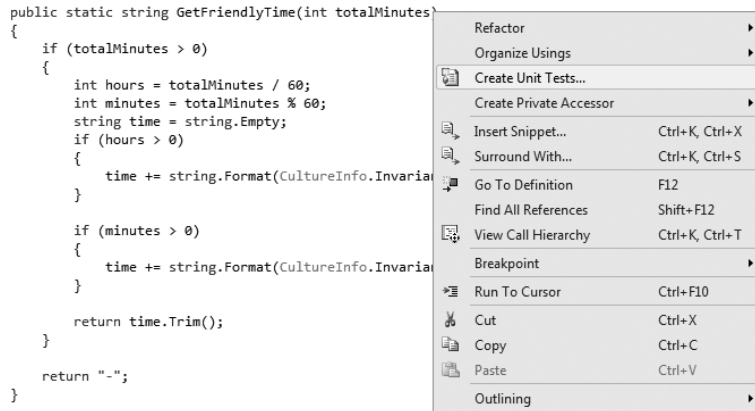 public static string GetFriendlyTime(int totalMinutes)
{
    if (totalMinutes > 0)
    {
        int hours = totalMinutes / 60;
        int minutes = totalMinutes % 60;
        string time = string.Empty;
        if (hours > 0)
        {
            time += string.Format(CultureInfo.Invaria
        }

        if (minutes > 0)
        {
            time += string.Format(CultureInfo.Invaria
        }

        return time.Trim();
    }

    return "-";
}
Refactor
Organize Usings
Create Unit Tests...
Create Private Accessor
Insert Snippet... Ctrl+K, Ctrl+X
Surround With... Ctrl+K, Ctrl+S
Go To Definition F12
Find All References Shift+F12
View Call Hierarchy Ctrl+K, Ctrl+T
Breakpoint
Run To Cursor Ctrl+F10
Cut Ctrl+X
Copy Ctrl+C
Paste Ctrl+V
Outlining